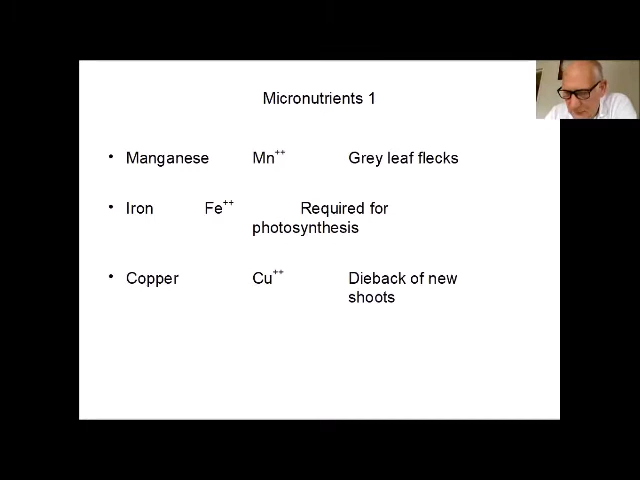 Micronutrients 1
• Manganese Mn++ Grey leaf flecks
• Iron Fe++ Required for
photosynthesis
• Copper Cu++ Dieback of new
shoots